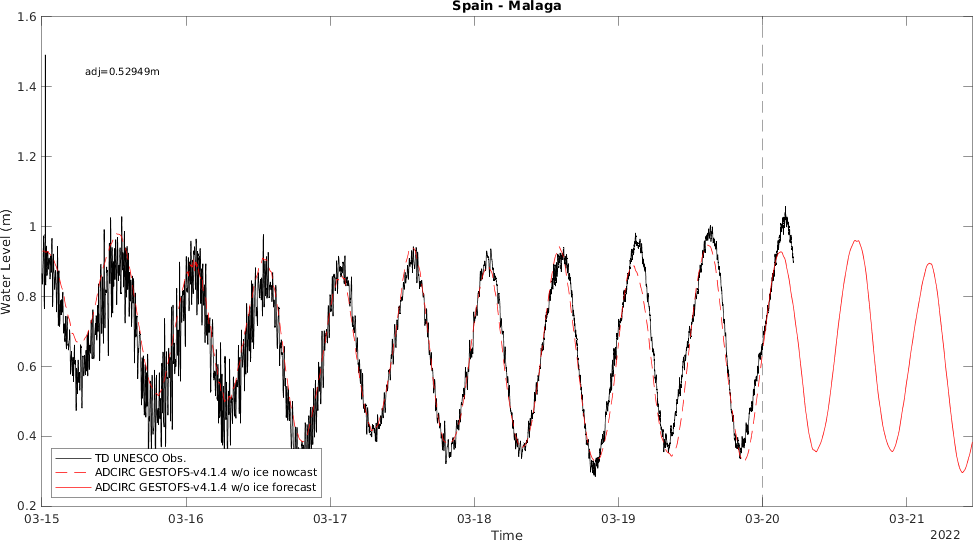 Spain - Malaga
adj=0.52949m
Water Level (m)
1.6
1.4
1.2
1
0.8
0.6
0.4
0.2
TD UNESCO Obs.
ADCIRC GESTOFS-v4.1.4 w/o ice nowcast
ADCIRC GESTOFS-v4.1.4 w/o ice forecast
03-15 03-16 03-17 03-18 03-19 03-20 03-21
Time
2022